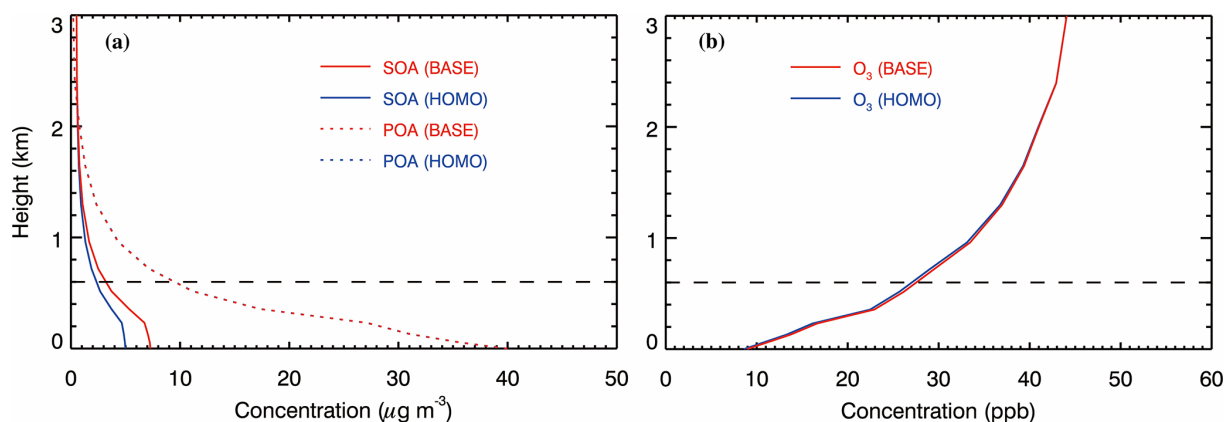 (a)
SOA (BASE)
SOA (HOMO)
POA (BASE)
POA (HOMO)
Height (km)
3
2
1
0
0 10 20 30 40 50
Concentration (μg m⁻³)
(b)
O₃ (BASE)
O₃ (HOMO)
3
2
1
0
0 10 20 30 40 50 60
Concentration (ppb)